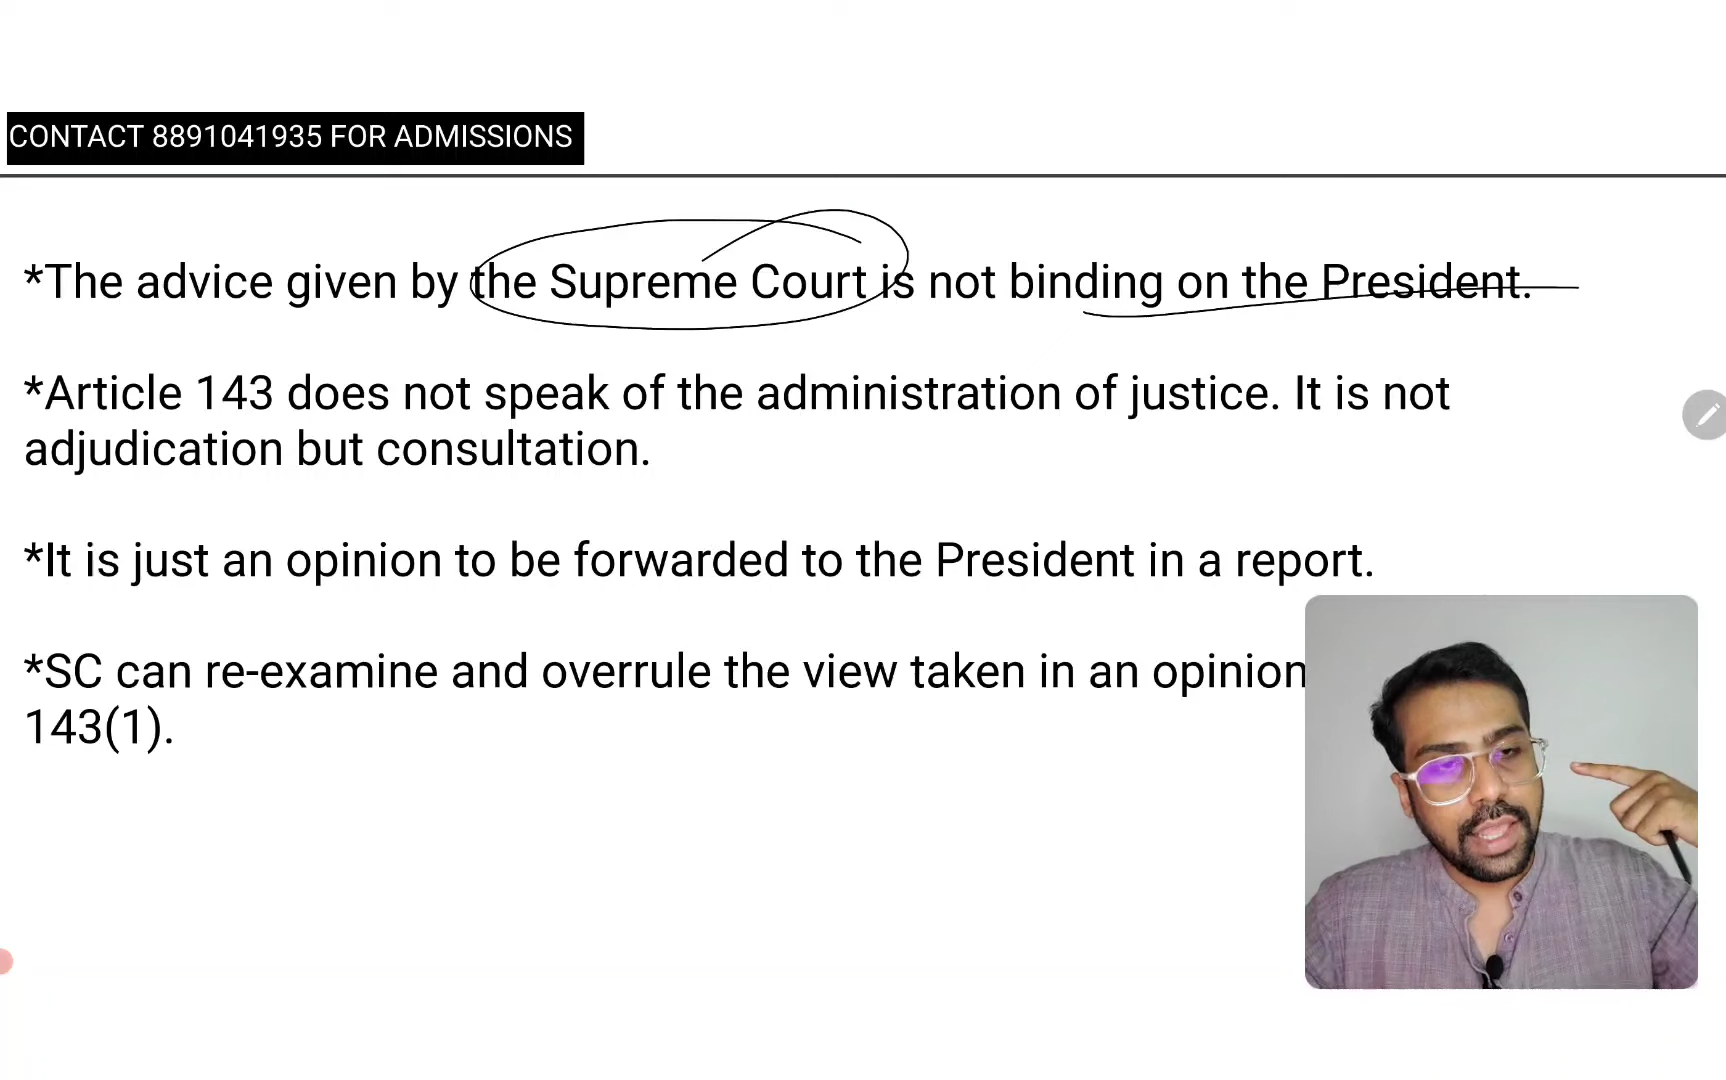 CONTACT 8891041935 FOR ADMISSIONS
*The advice given by the Supreme Court is not binding on the President.
*Article 143 does not speak of the administration of justice. It is not
adjudication but consultation.
*It is just an opinion to be forwarded to the President in a report.
*SC can re-examine and overrule the view taken in an opinion
143(1).